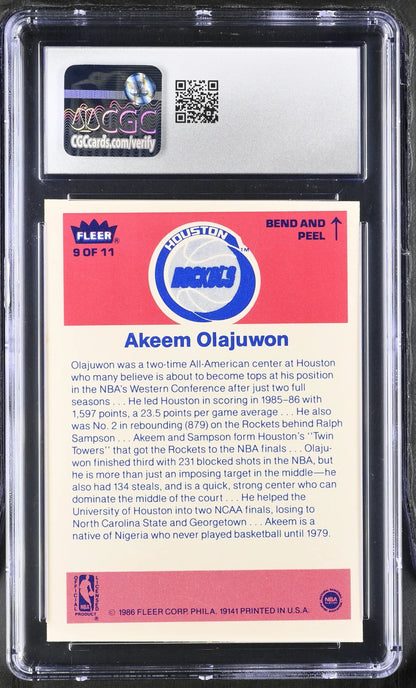 CGC
CGCcards.com/verify
FLEER®
9 OF 11
HOUSTON
ROCKETS
TM
BEND AND
PEEL
Akeem Olajuwon
Olajuwon was a two-time All-American center at Houston
who many believe is about to become tops at his position
in the NBA's Western Conference after just two full
seasons . . . He led Houston in scoring in 1985–86 with
1,597 points, a 23.5 points per game average . . . He also
was No. 2 in rebounding (879) on the Rockets behind Ralph
Sampson . . . Akeem and Sampson form Houston's "Twin
Towers" that got the Rockets to the NBA finals . . . Olaju-
won finished third with 231 blocked shots in the NBA, but
he is more than just an imposing target in the middle—he
also had 134 steals, and is a quick, strong center who can
dominate the middle of the court . . . He helped the
University of Houston into two NCAA finals, losing to
North Carolina State and Georgetown . . . Akeem is a
native of Nigeria who never played basketball until 1979.
OFFICIAL LICENSED
NBA
PRODUCT
© 1986 FLEER CORP. PHILA. 19141 PRINTED IN U.S.A.
NBA